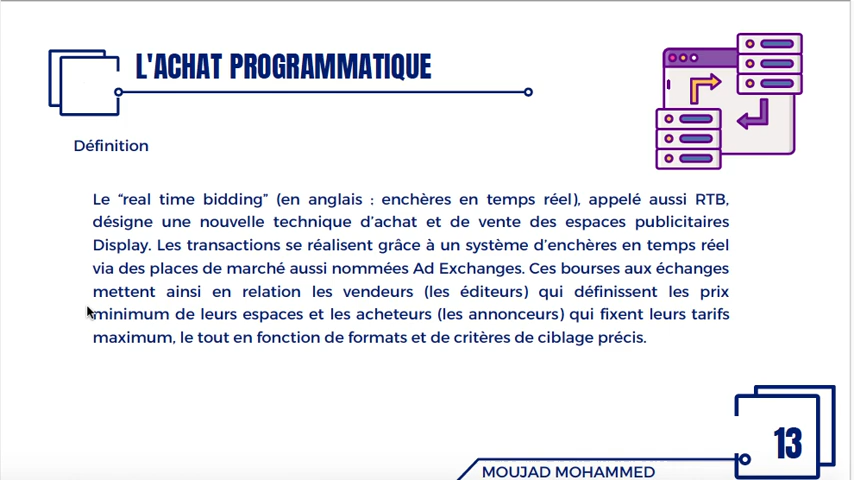 L'ACHAT PROGRAMMATIQUE
Définition
Le “real time bidding” (en anglais : enchères en temps réel), appelé aussi RTB,
désigne une nouvelle technique d’achat et de vente des espaces publicitaires
Display. Les transactions se réalisent grâce à un système d’enchères en temps réel
via des places de marché aussi nommées Ad Exchanges. Ces bourses aux échanges
mettent ainsi en relation les vendeurs (les éditeurs) qui définissent les prix
minimum de leurs espaces et les acheteurs (les annonceurs) qui fixent leurs tarifs
maximum, le tout en fonction de formats et de critères de ciblage précis.
13
MOUJAD MOHAMMED